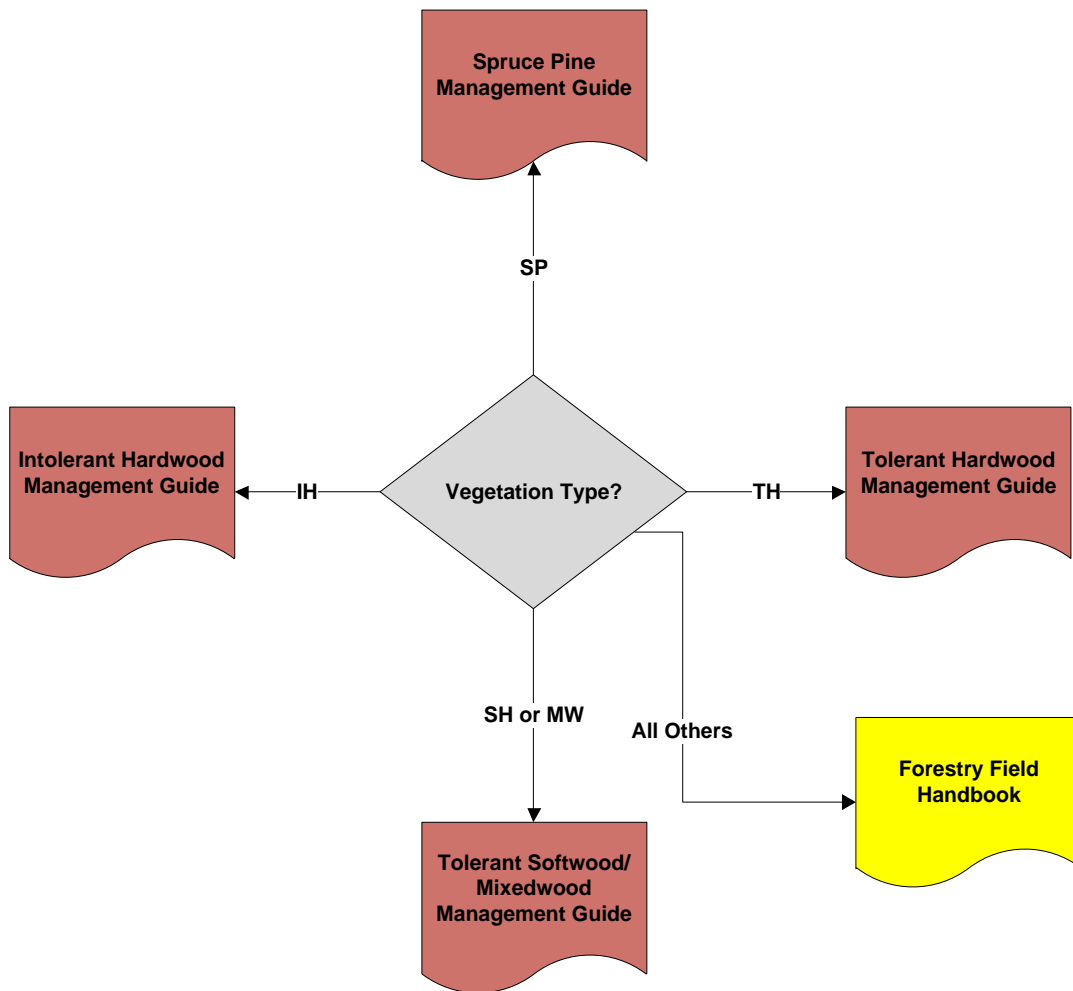 Spruce Pine
Management Guide
SP
Intolerant Hardwood
Management Guide
IH
Vegetation Type?
TH
Tolerant Hardwood
Management Guide
SH or MW
All Others
Forestry Field
Handbook
Tolerant Softwood/
Mixedwood
Management Guide